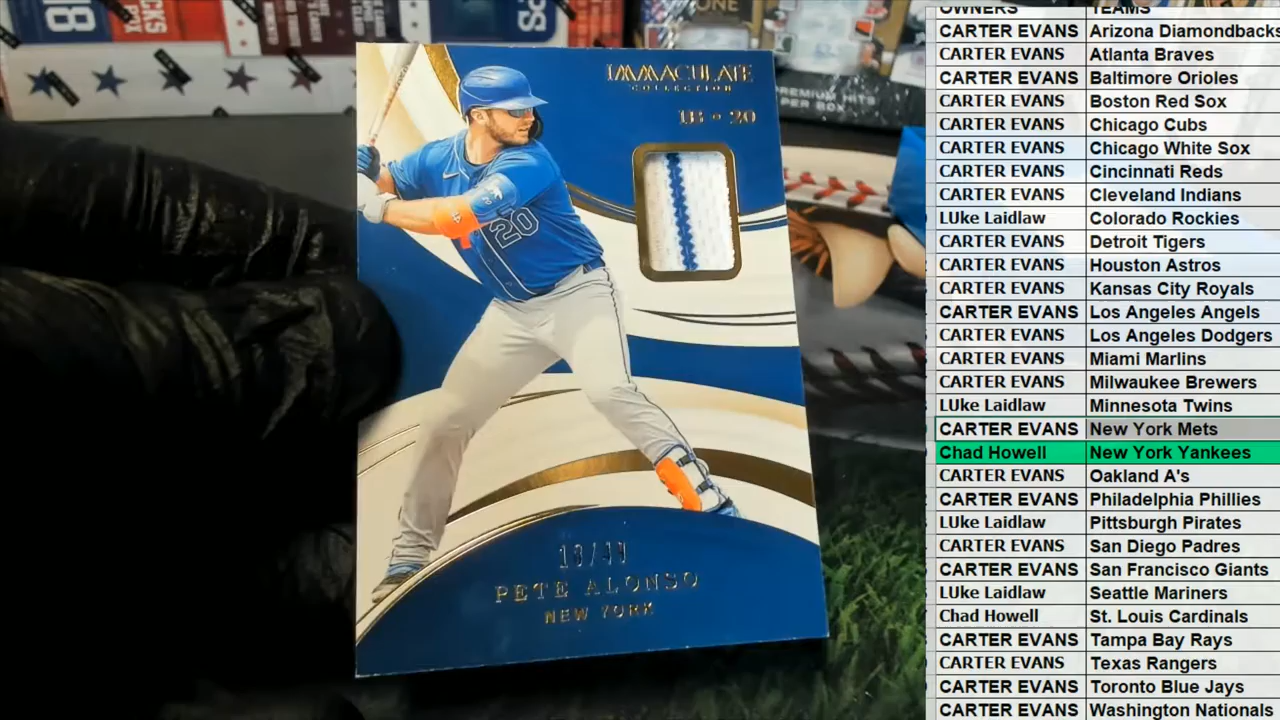 IMMACULATE
COLLECTION
1B • 20
20
PETE ALONSO
NEW YORK
PREMIUM HITS
PER BOX
OWNERS TEAMS
CARTER EVANS Arizona Diamondbacks
CARTER EVANS Atlanta Braves
CARTER EVANS Baltimore Orioles
CARTER EVANS Boston Red Sox
CARTER EVANS Chicago Cubs
CARTER EVANS Chicago White Sox
CARTER EVANS Cincinnati Reds
CARTER EVANS Cleveland Indians
LUke Laidlaw Colorado Rockies
CARTER EVANS Detroit Tigers
CARTER EVANS Houston Astros
CARTER EVANS Kansas City Royals
CARTER EVANS Los Angeles Angels
CARTER EVANS Los Angeles Dodgers
CARTER EVANS Miami Marlins
CARTER EVANS Milwaukee Brewers
LUke Laidlaw Minnesota Twins
CARTER EVANS New York Mets
Chad Howell New York Yankees
CARTER EVANS Oakland A's
CARTER EVANS Philadelphia Phillies
LUke Laidlaw Pittsburgh Pirates
CARTER EVANS San Diego Padres
CARTER EVANS San Francisco Giants
LUke Laidlaw Seattle Mariners
Chad Howell St. Louis Cardinals
CARTER EVANS Tampa Bay Rays
CARTER EVANS Texas Rangers
CARTER EVANS Toronto Blue Jays
CARTER EVANS Washington Nationals